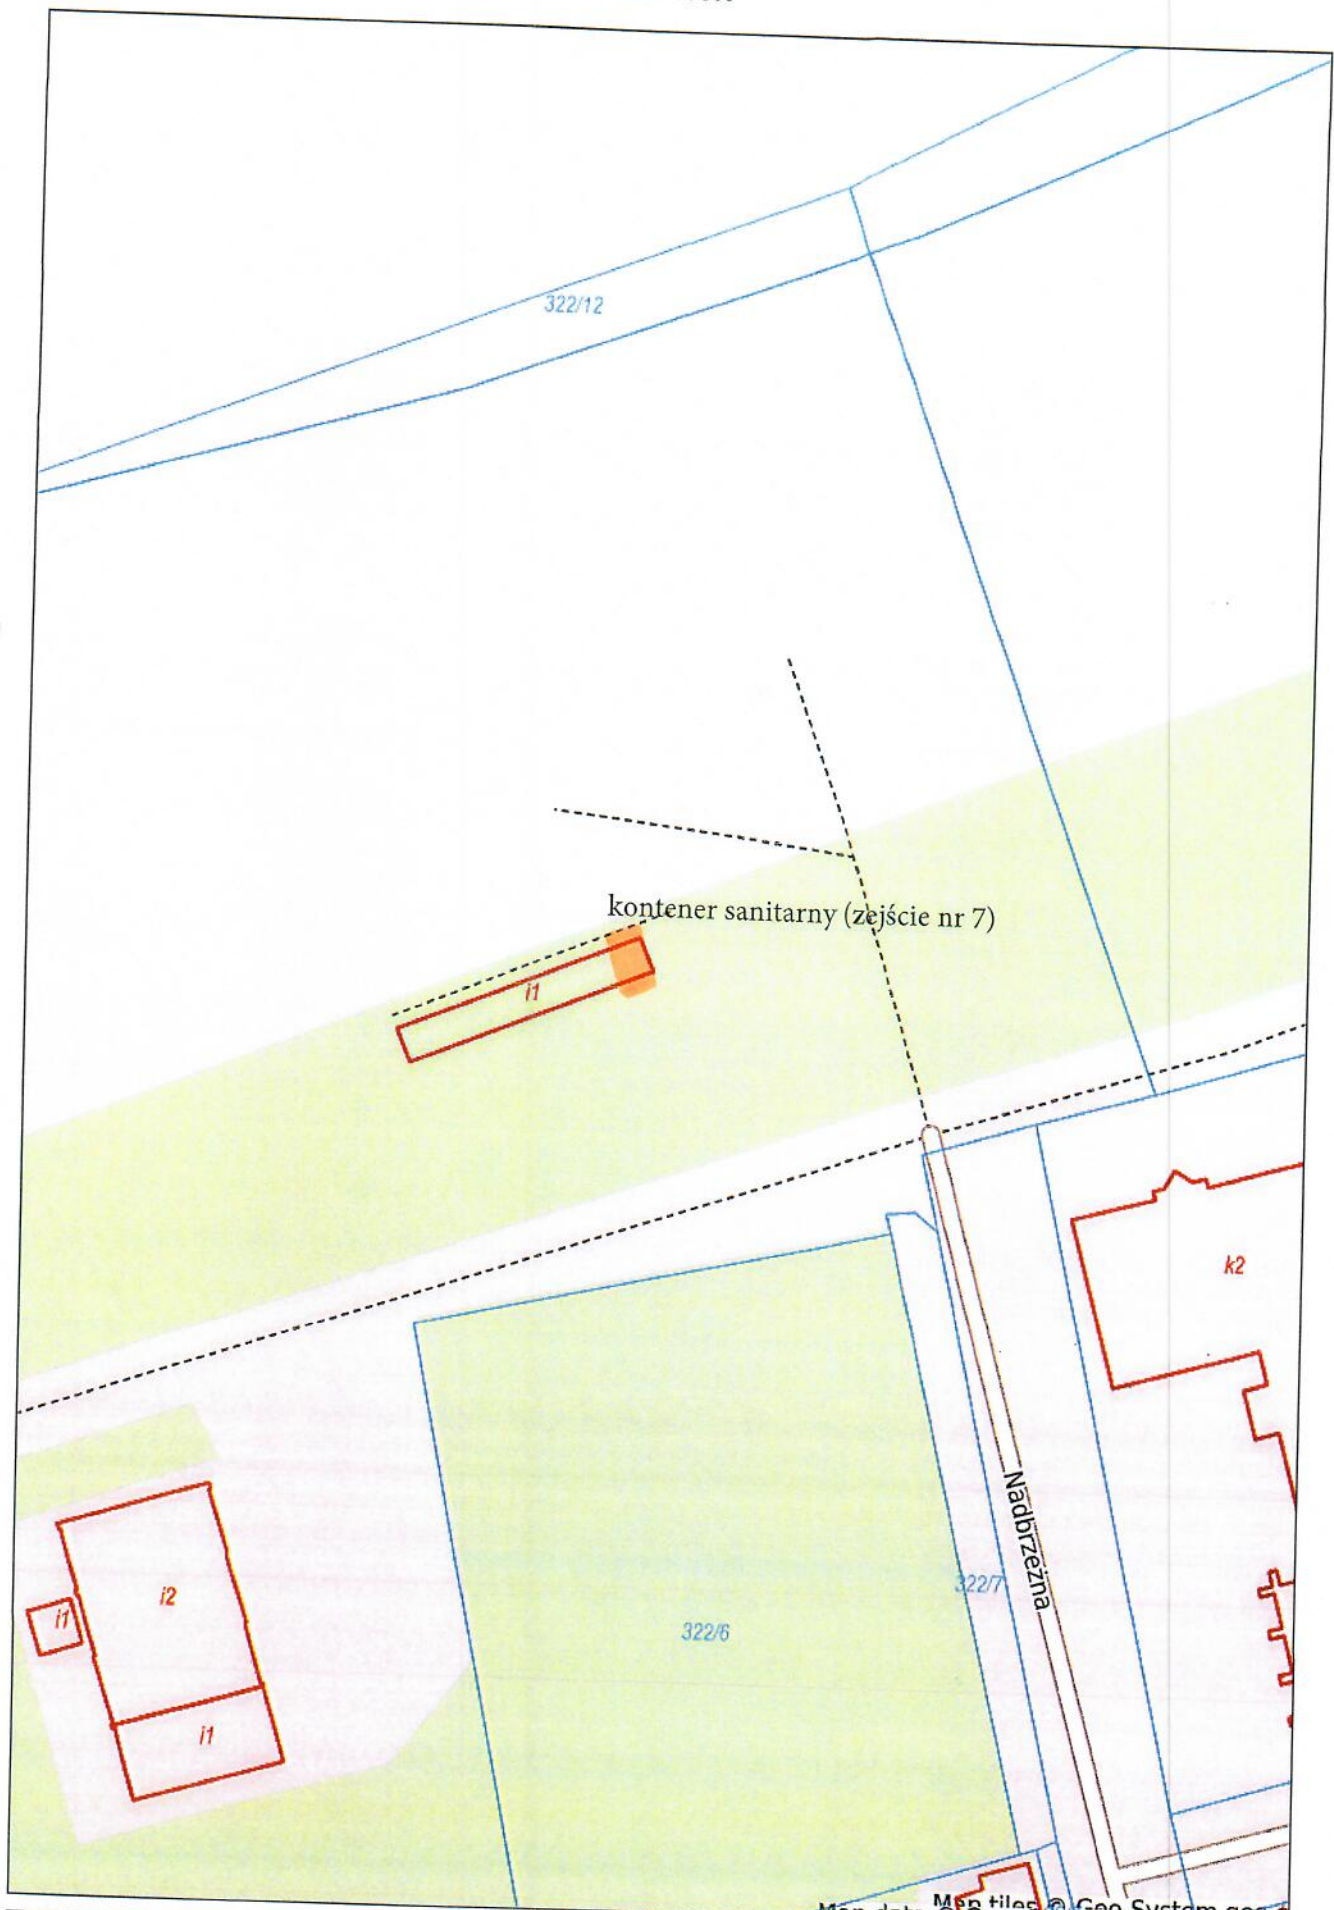 322/12
kontener sanitarny (zejście nr 7)
i1
k2
Nadbrzeżna
322/7
i2
i1
322/6
i1
Map tiles © Geo-System